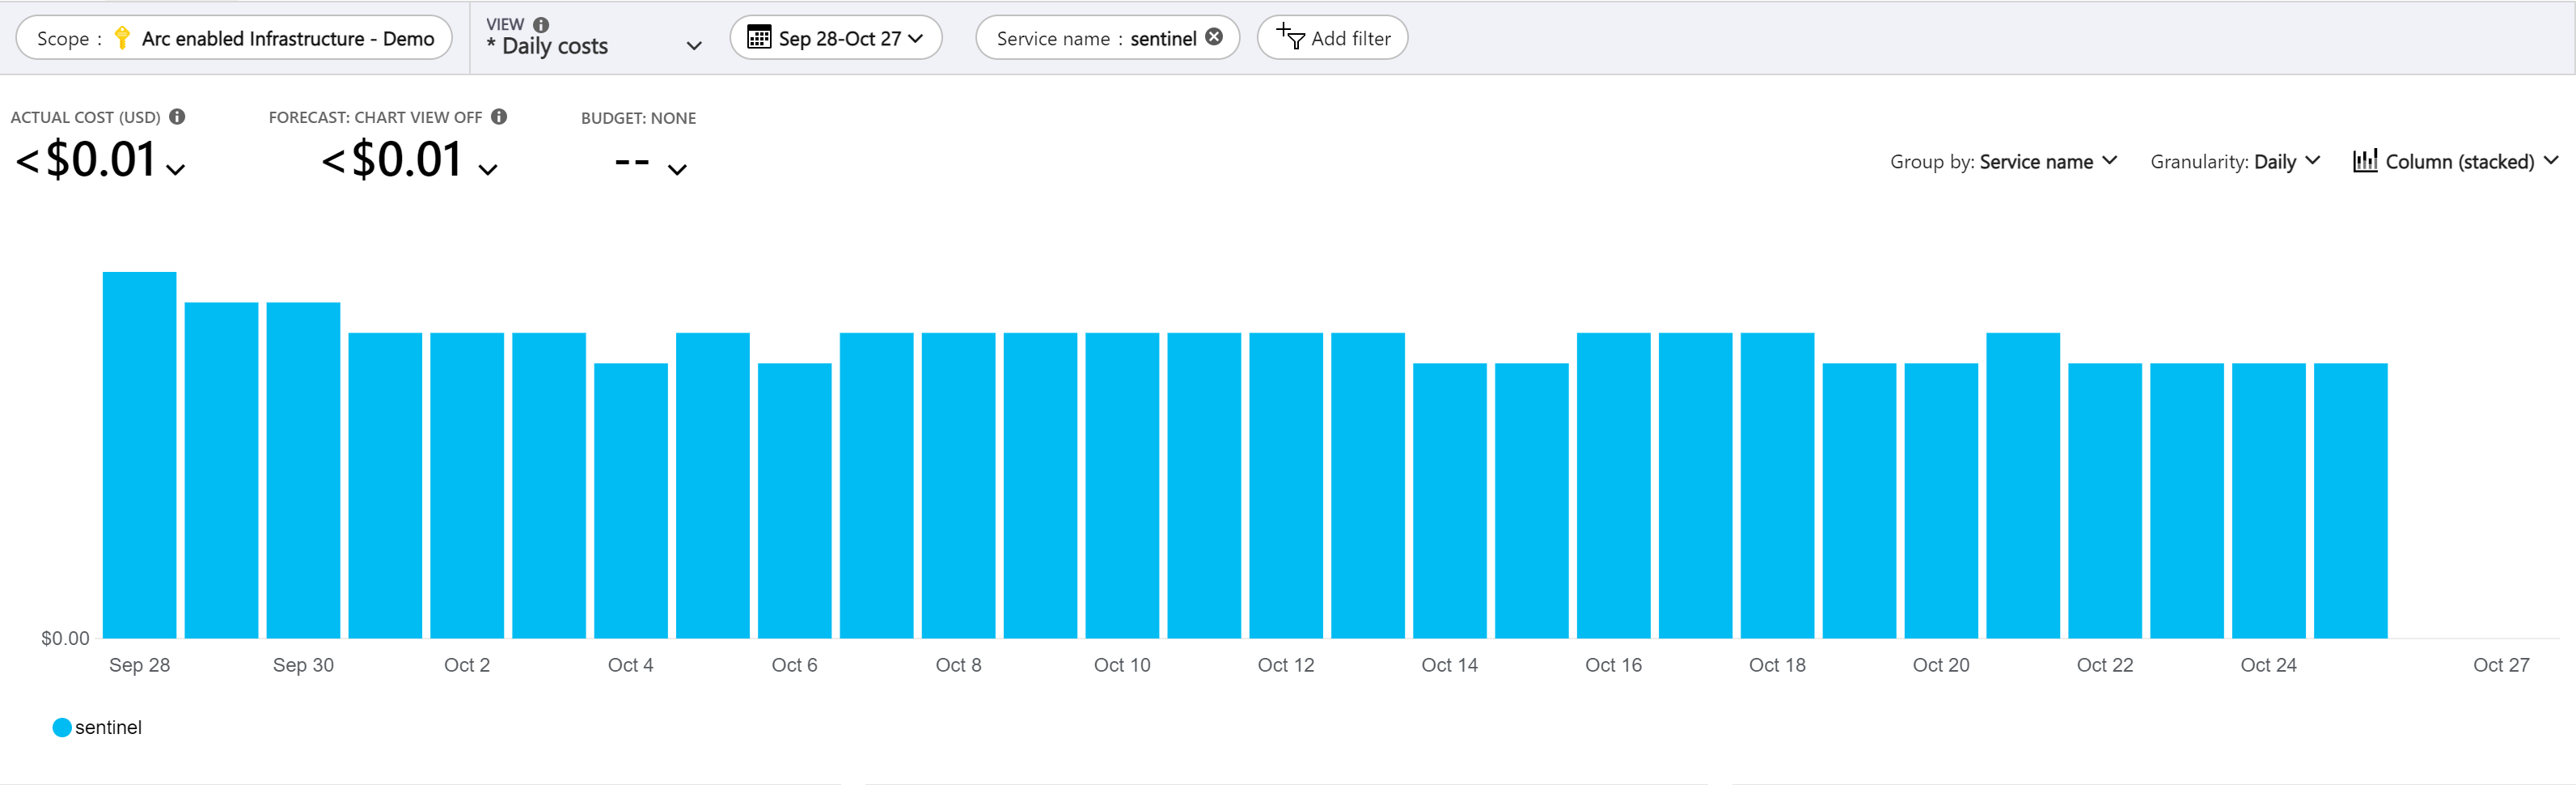 Scope : Arc enabled Infrastructure - Demo
VIEW
* Daily costs
Sep 28-Oct 27
Service name : sentinel
Add filter
ACTUAL COST (USD)
<$0.01
FORECAST: CHART VIEW OFF
<$0.01
BUDGET: NONE
--
Group by: Service name
Granularity: Daily
Column (stacked)
$0.00
Sep 28 Sep 30 Oct 2 Oct 4 Oct 6 Oct 8 Oct 10 Oct 12 Oct 14 Oct 16 Oct 18 Oct 20 Oct 22 Oct 24 Oct 27
sentinel